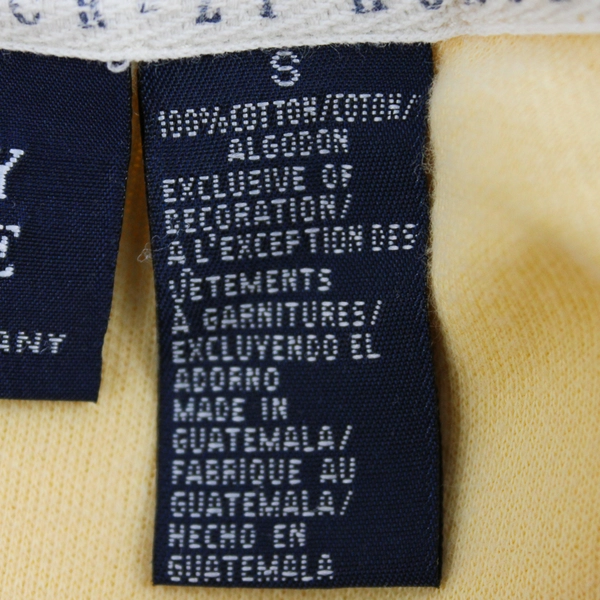 S
100% COTTON/COTON/
ALGODON
EXCLUSIVE OF
DECORATION/
A L'EXCEPTION DES
VETEMENTS
A GARNITURES/
EXCLUYENDO EL
ADORNO
MADE IN
GUATEMALA/
FABRIQUE AU
GUATEMALA/
HECHO EN
GUATEMALA
Y
E
ANY